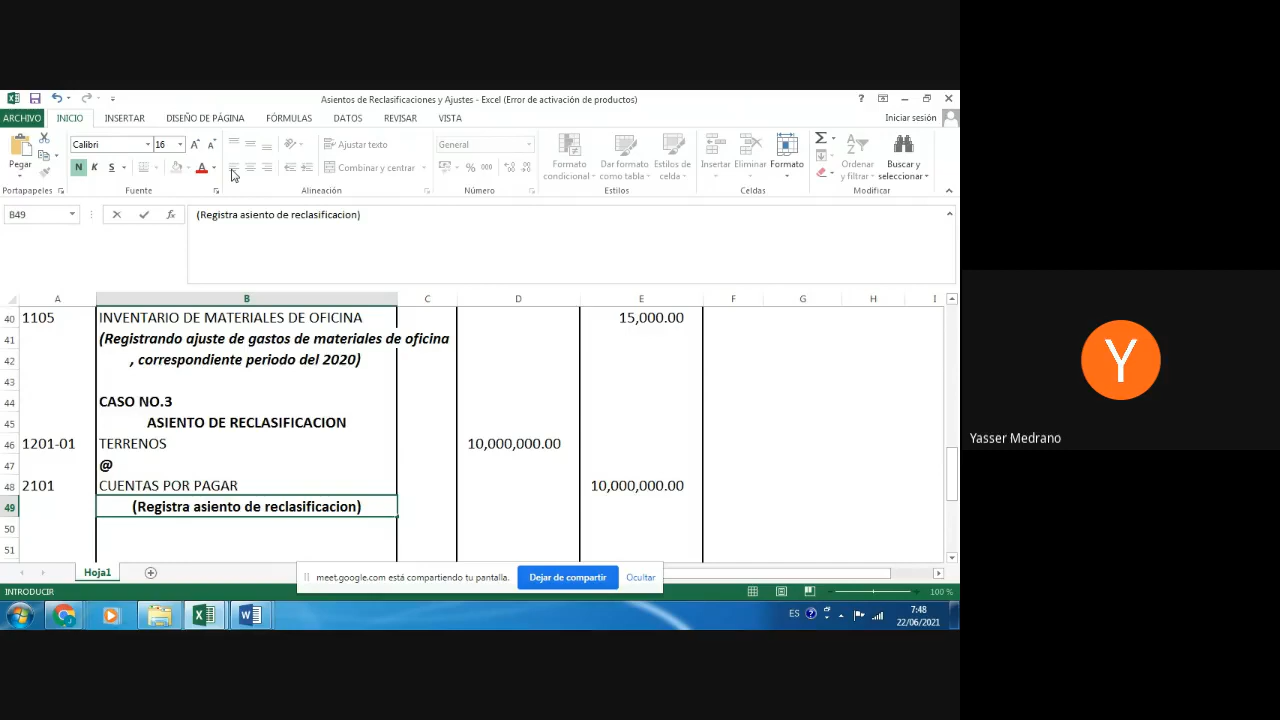 Asientos de Reclasificaciones y Ajustes - Excel (Error de activación de productos)
ARCHIVO INICIO INSERTAR DISEÑO DE PÁGINA FÓRMULAS DATOS REVISAR VISTA Iniciar sesión
Calibri 16 Ajustar texto General
Pegar N K S A Combinar y centrar % 000
Formato condicional Dar formato como tabla Estilos de celda Insertar Eliminar Formato Ordenar y filtrar Buscar y seleccionar
Portapapeles Fuente Alineación Número Estilos Celdas Modificar
B49 fx (Registra asiento de reclasificacion)
A B C D E F G H I
40 1105 INVENTARIO DE MATERIALES DE OFICINA 15,000.00
41 (Registrando ajuste de gastos de materiales de oficina
42 , correspondiente periodo del 2020)
43
44 CASO NO.3
45 ASIENTO DE RECLASIFICACION
46 1201-01 TERRENOS 10,000,000.00
47 @
48 2101 CUENTAS POR PAGAR 10,000,000.00
49 (Registra asiento de reclasificacion)
50
51
Hoja1
meet.google.com está compartiendo tu pantalla. Dejar de compartir Ocultar
INTRODUCIR 100 %
ES 7:48
22/06/2021
Y
Yasser Medrano